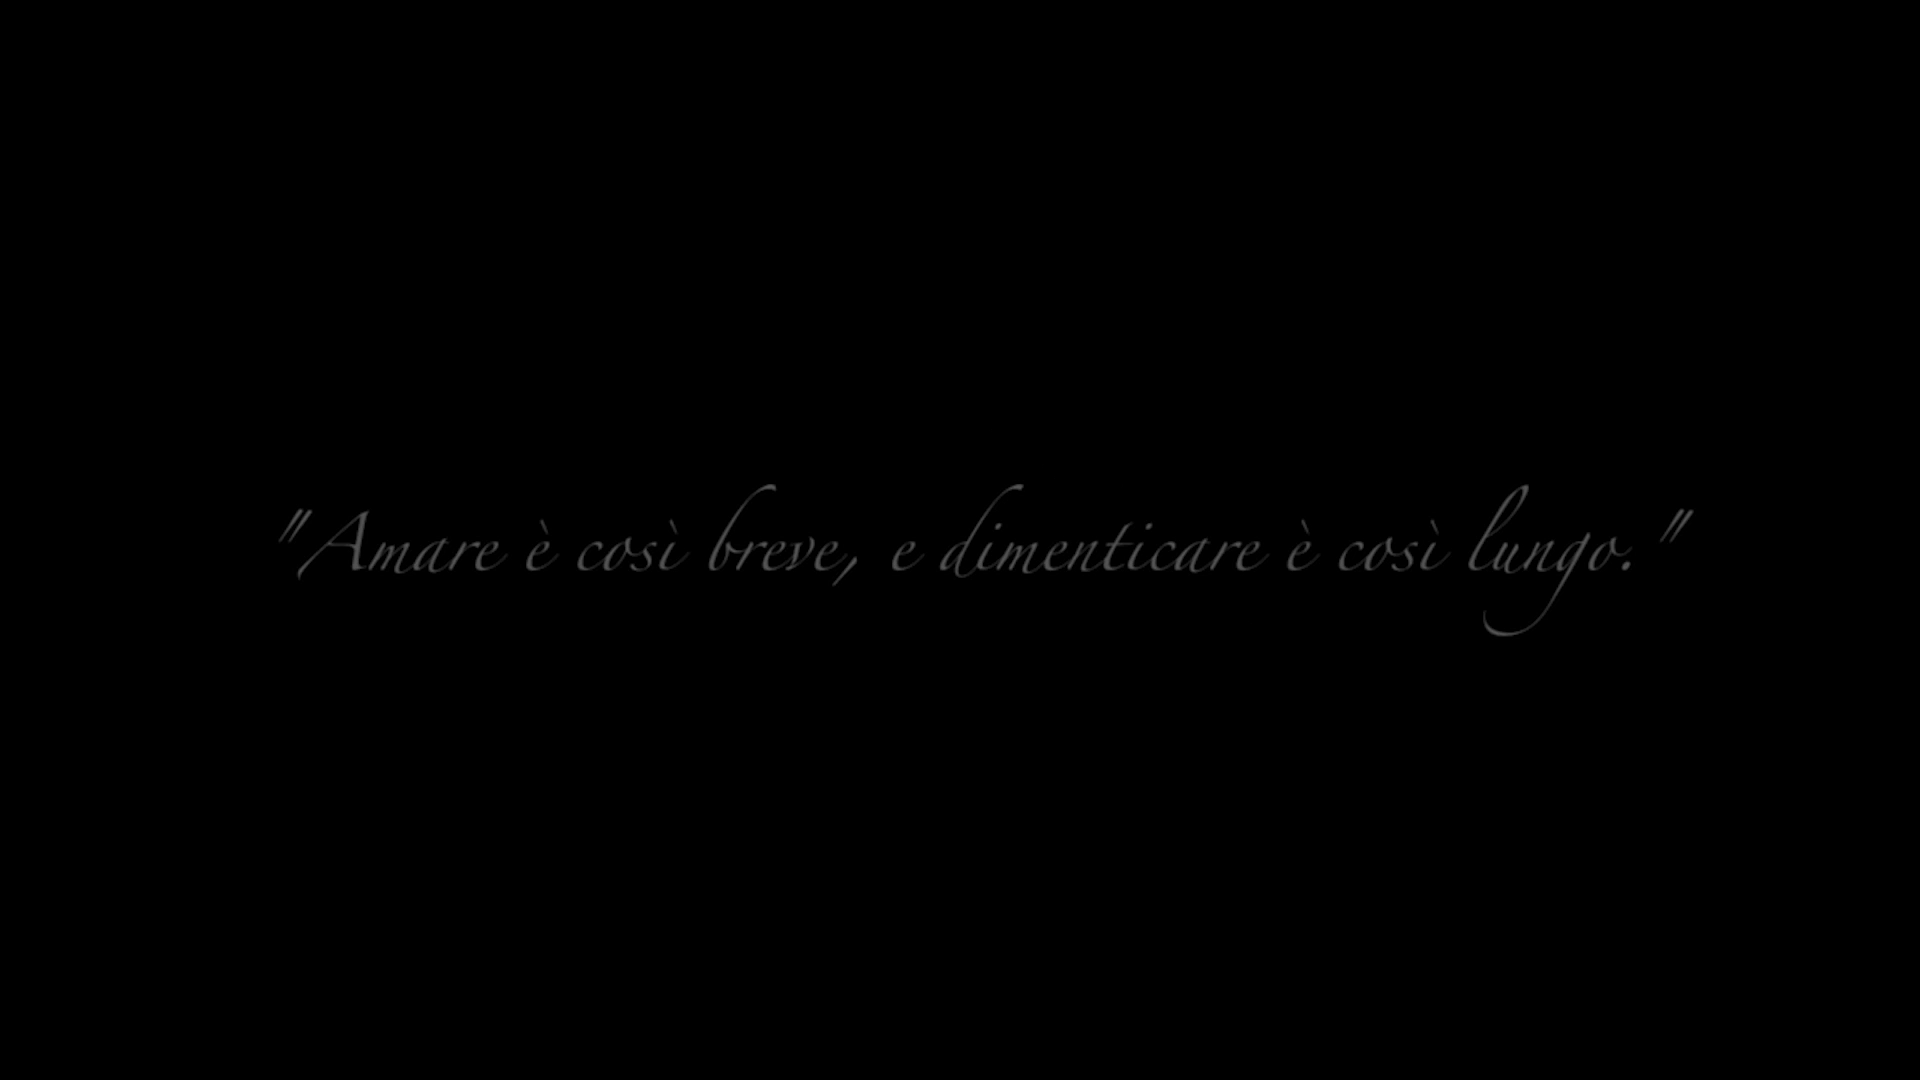 "Amare è così breve, e dimenticare è così lungo."